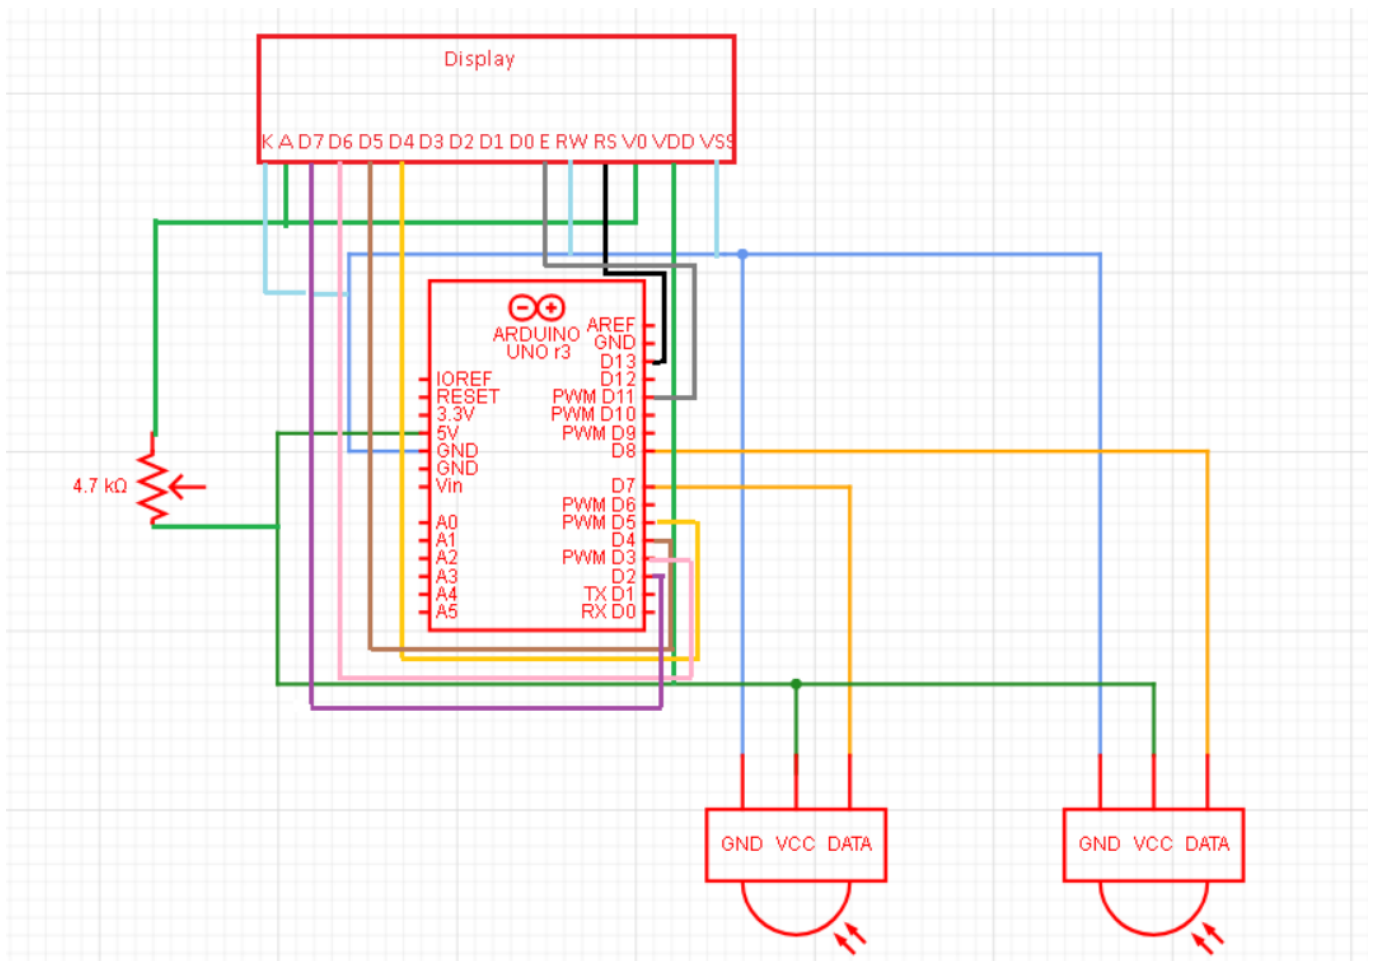 Display
K A D7 D6 D5 D4 D3 D2 D1 D0 E RW RS V0 VDD VSS
ARDUINO
UNO r3
AREF
GND
D13
D12
PWM D11
PWM D10
PWM D9
D8
D7
PWM D6
PWM D5
D4
PWM D3
D2
TX D1
RX D0
IOREF
RESET
3.3V
5V
GND
GND
Vin
A0
A1
A2
A3
A4
A5
4.7 kΩ
GND VCC DATA
GND VCC DATA